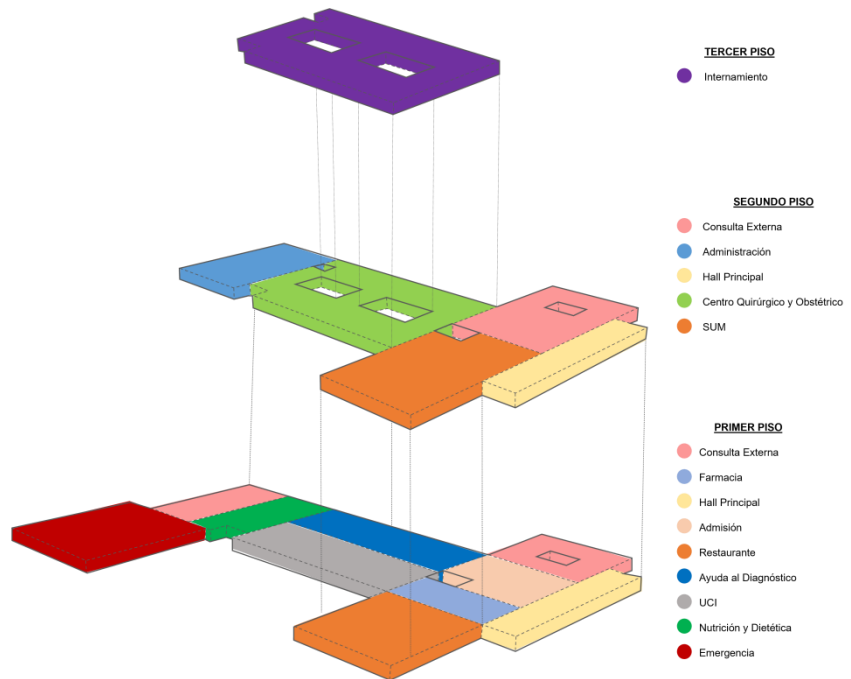 TERCER PISO
Internamiento
SEGUNDO PISO
Consulta Externa
Administración
Hall Principal
Centro Quirúrgico y Obstétrico
SUM
PRIMER PISO
Consulta Externa
Farmacia
Hall Principal
Admisión
Restaurante
Ayuda al Diagnóstico
UCI
Nutrición y Dietética
Emergencia